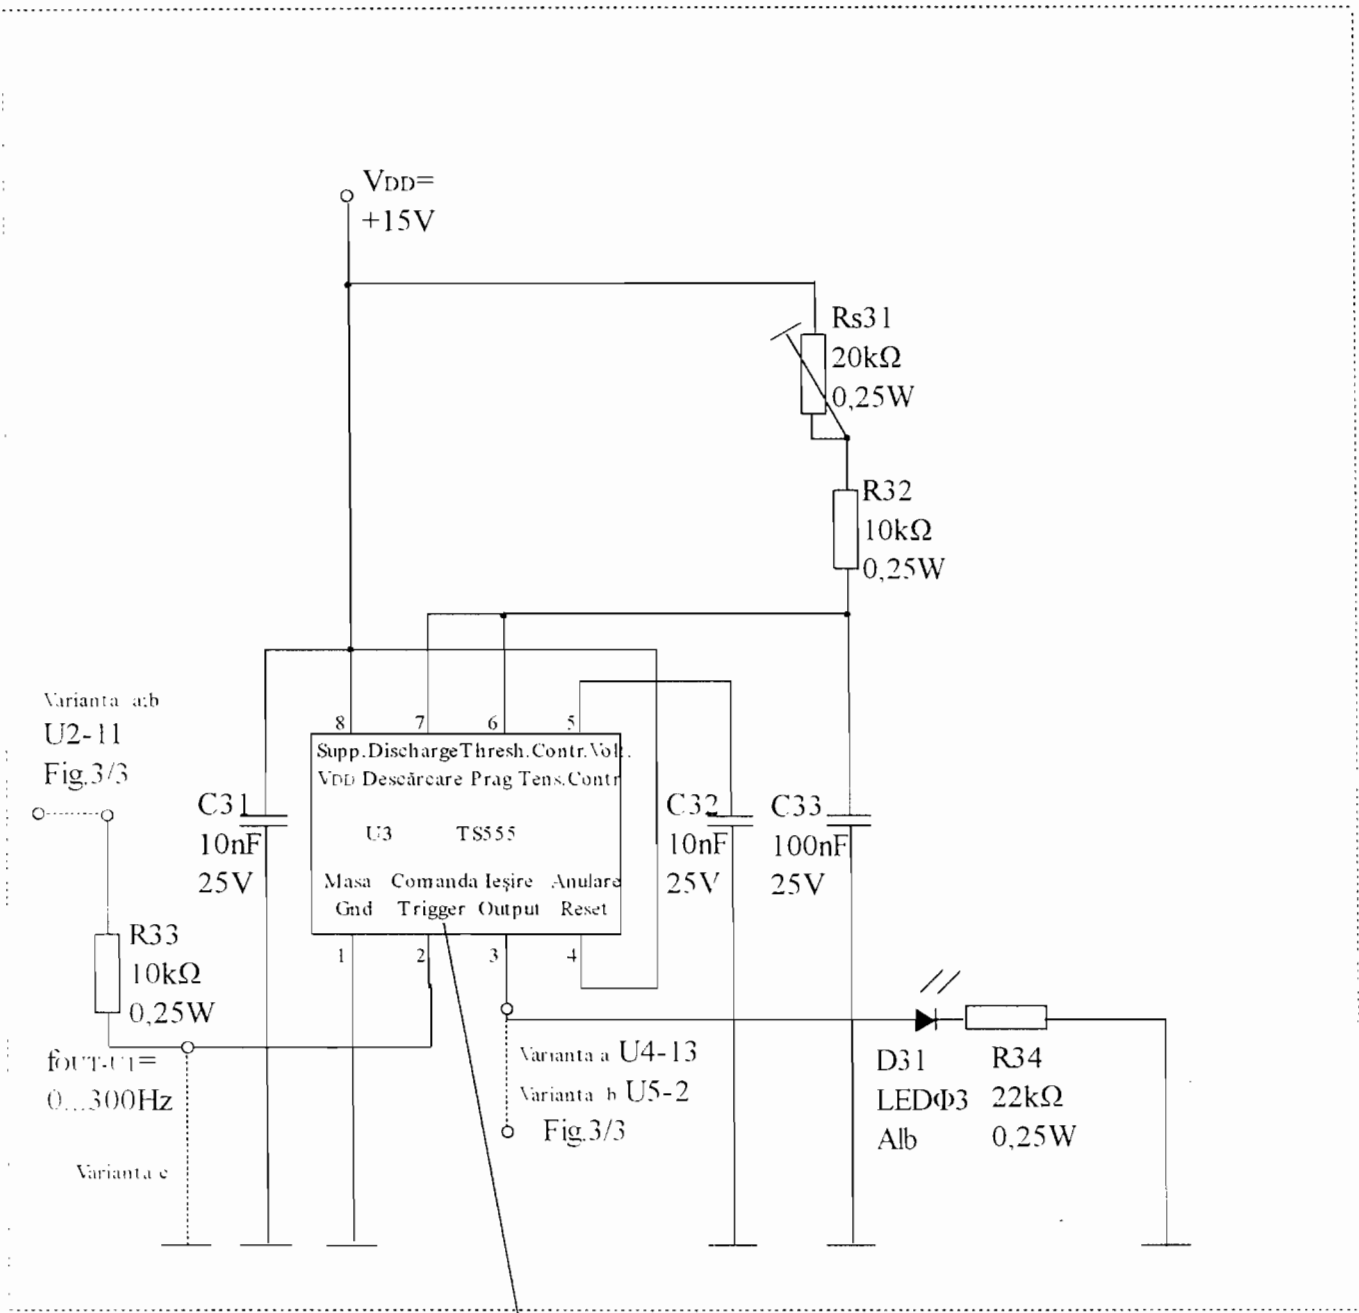 VDD=
+15V
Rs31
20kΩ
0,25W
R32
10kΩ
0,25W
Varianta a;b
U2-11
Fig.3/3
8
7
6
5
Supp.DischargeThresh.Contr.Volt.
VDD Descărcare Prag Tens.Contr
U3 TS555
Masa Comanda Ieşire Anulare
Gnd Trigger Output Reset
C31
10nF
25V
C32
10nF
25V
C33
100nF
25V
R33
10kΩ
0,25W
1
2
3
4
fOUT-U1=
0...300Hz
Varianta c
Varianta a U4-13
Varianta b U5-2
Fig.3/3
D31
LEDΦ3
Alb
R34
22kΩ
0,25W